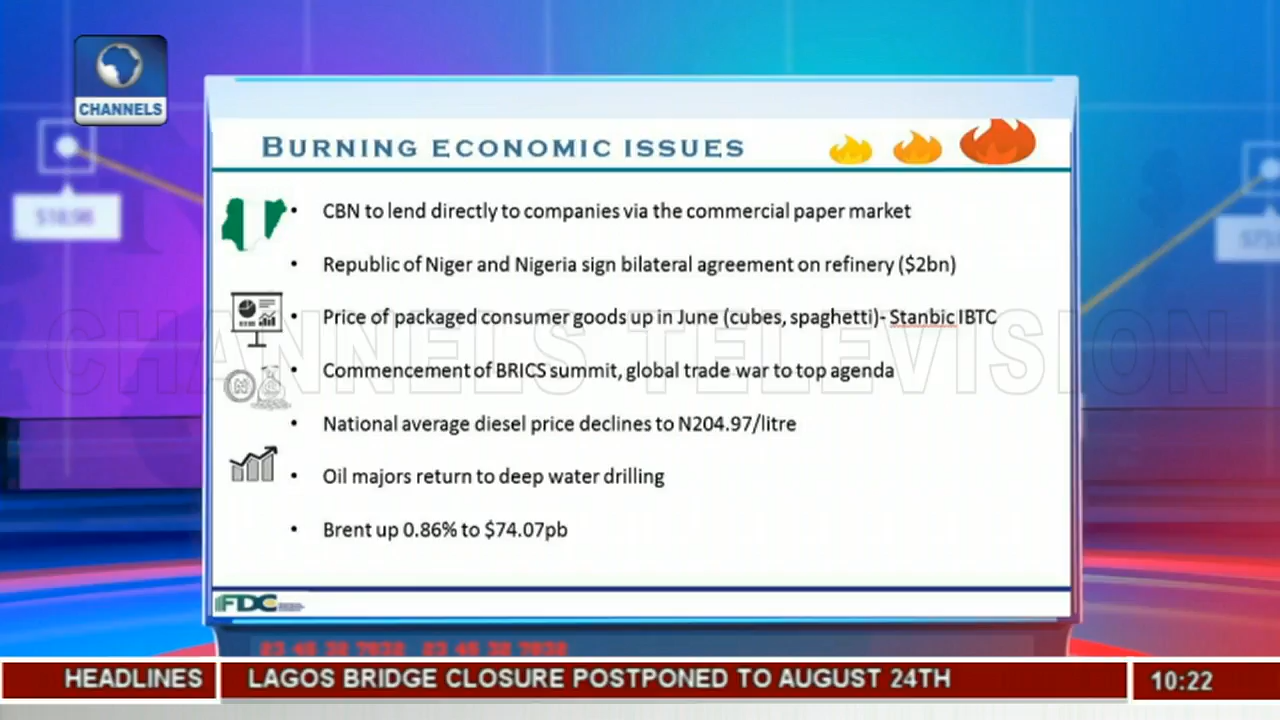 CHANNELS
BURNING ECONOMIC ISSUES
• CBN to lend directly to companies via the commercial paper market
• Republic of Niger and Nigeria sign bilateral agreement on refinery ($2bn)
• Price of packaged consumer goods up in June (cubes, spaghetti)- Stanbic IBTC
CHANNELS TELEVISION
• Commencement of BRICS summit, global trade war to top agenda
• National average diesel price declines to N204.97/litre
• Oil majors return to deep water drilling
• Brent up 0.86% to $74.07pb
FDC
HEADLINES LAGOS BRIDGE CLOSURE POSTPONED TO AUGUST 24TH 10:22